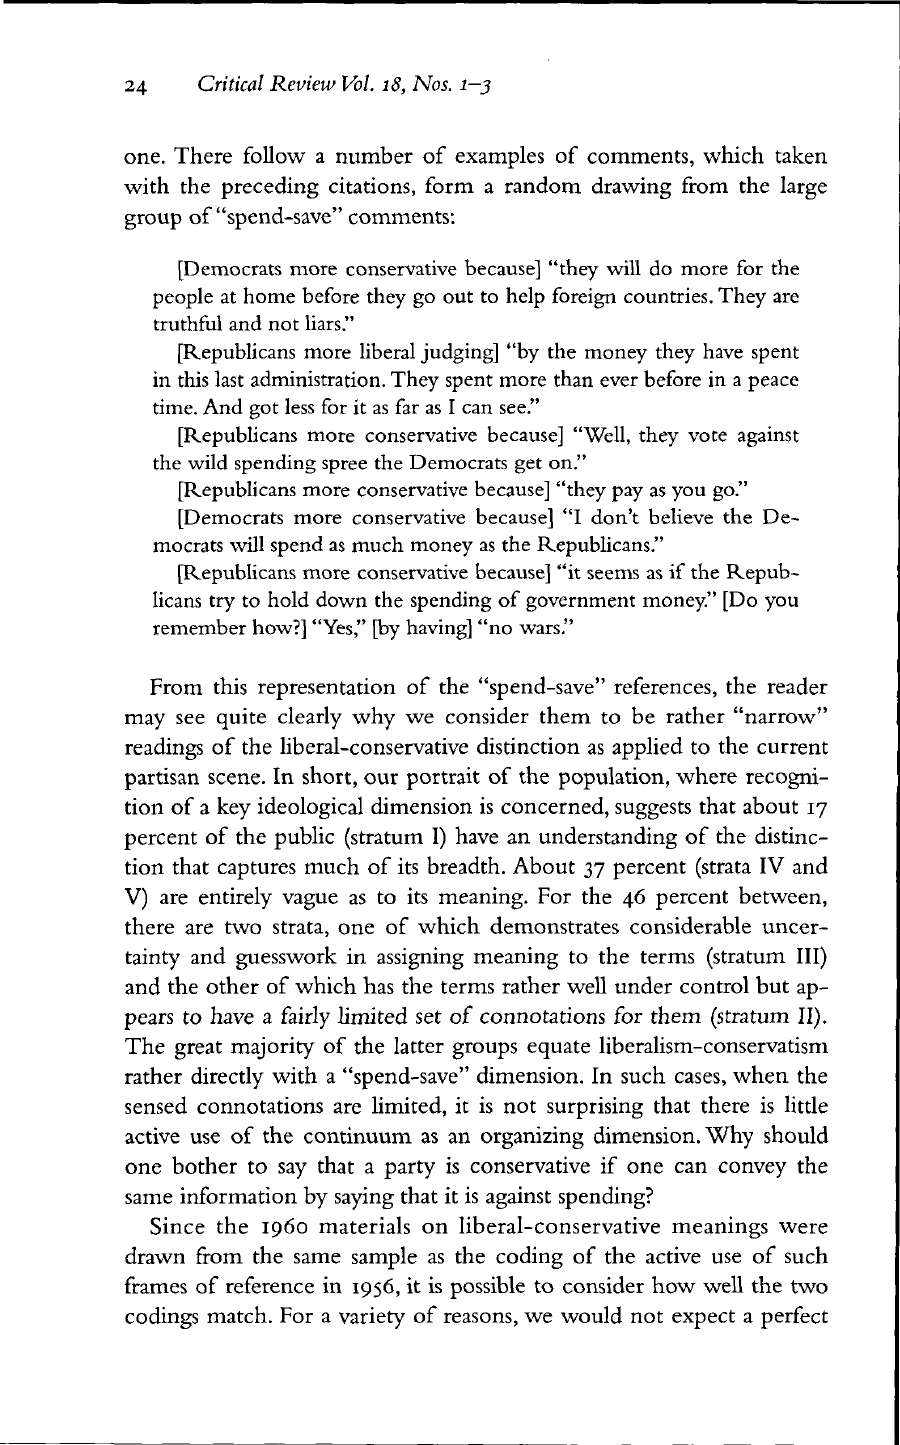 24 Critical Review Vol. 18, Nos. 1–3
one. There follow a number of examples of comments, which taken
with the preceding citations, form a random drawing from the large
group of “spend-save” comments:
[Democrats more conservative because] “they will do more for the
people at home before they go out to help foreign countries. They are
truthful and not liars.”
[Republicans more liberal judging] “by the money they have spent
in this last administration. They spent more than ever before in a peace
time. And got less for it as far as I can see.”
[Republicans more conservative because] “Well, they vote against
the wild spending spree the Democrats get on.”
[Republicans more conservative because] “they pay as you go.”
[Democrats more conservative because] “I don’t believe the De-
mocrats will spend as much money as the Republicans.”
[Republicans more conservative because] “it seems as if the Repub-
licans try to hold down the spending of government money.” [Do you
remember how?] “Yes,” [by having] “no wars.”
From this representation of the “spend-save” references, the reader
may see quite clearly why we consider them to be rather “narrow”
readings of the liberal-conservative distinction as applied to the current
partisan scene. In short, our portrait of the population, where recogni-
tion of a key ideological dimension is concerned, suggests that about 17
percent of the public (stratum I) have an understanding of the distinc-
tion that captures much of its breadth. About 37 percent (strata IV and
V) are entirely vague as to its meaning. For the 46 percent between,
there are two strata, one of which demonstrates considerable uncer-
tainty and guesswork in assigning meaning to the terms (stratum III)
and the other of which has the terms rather well under control but ap-
pears to have a fairly limited set of connotations for them (stratum II).
The great majority of the latter groups equate liberalism-conservatism
rather directly with a “spend-save” dimension. In such cases, when the
sensed connotations are limited, it is not surprising that there is little
active use of the continuum as an organizing dimension. Why should
one bother to say that a party is conservative if one can convey the
same information by saying that it is against spending?
Since the 1960 materials on liberal-conservative meanings were
drawn from the same sample as the coding of the active use of such
frames of reference in 1956, it is possible to consider how well the two
codings match. For a variety of reasons, we would not expect a perfect